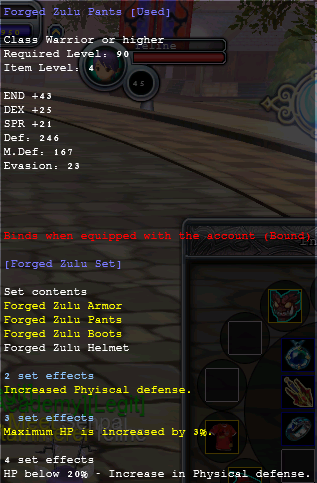 Forged Zulu Pants [Used]
Class Warrior or higher
Required Level: 90
Item Level: 4
45
END +43
DEX +25
SPR +21
Def: 246
M.Def: 167
Evasion: 23
Binds when equipped with the account (Bound)
[Forged Zulu Set]
Set contents
Forged Zulu Armor
Forged Zulu Pants
Forged Zulu Boots
Forged Zulu Helmet
2 set effects
Increased Phyiscal defense.
3 set effects
Maximum HP is increased by 3%.
4 set effects
HP below 20% - Increase in Physical defense.